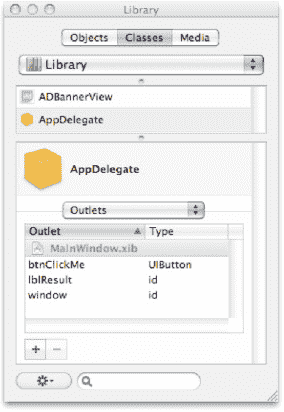 Library
Objects Classes Media
Library
ADBannerView
AppDelegate
AppDelegate
Outlets
Outlet Type
MainWindow.xib
btnClickMe UIButton
lblResult id
window id
+ −